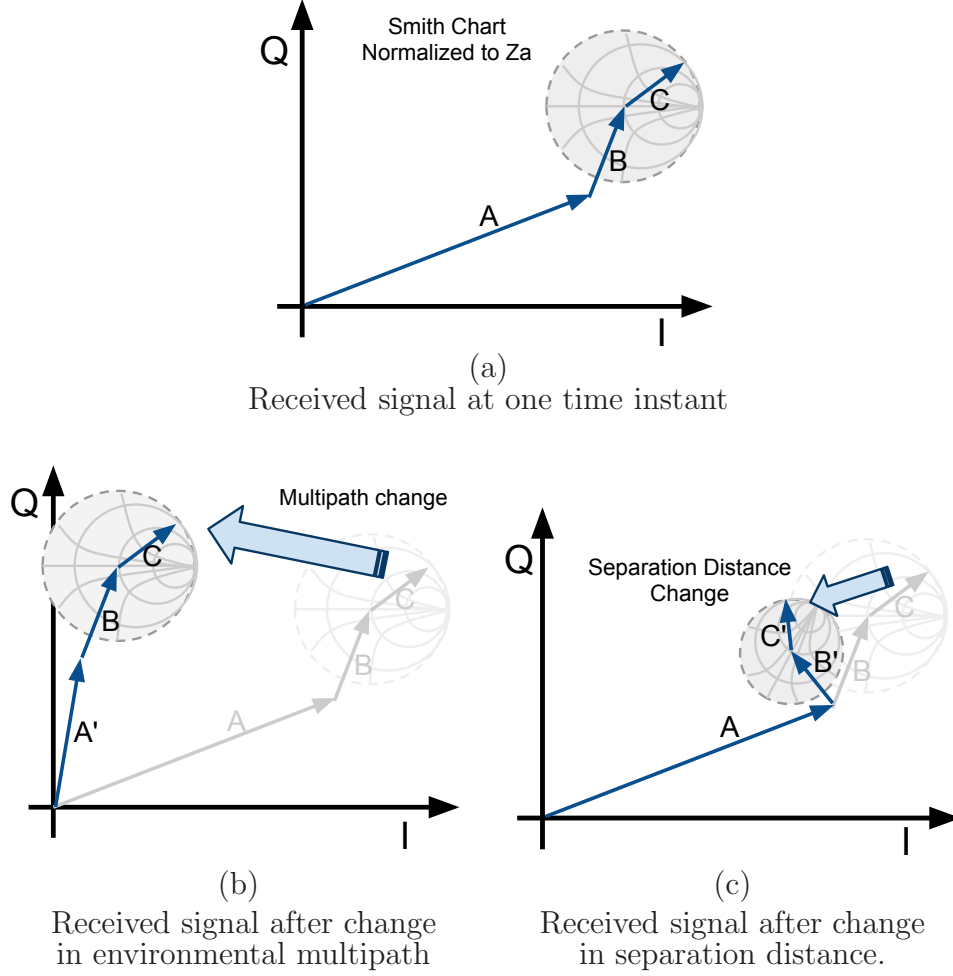 Q
Smith Chart
Normalized to Za
C
B
A
I
(a)
Received signal at one time instant
Q
Multipath change
C
B
A'
C
B
A
I
(b)
Received signal after change
in environmental multipath
Q
Separation Distance
Change
C
C'
B'
B
A
I
(c)
Received signal after change
in separation distance.